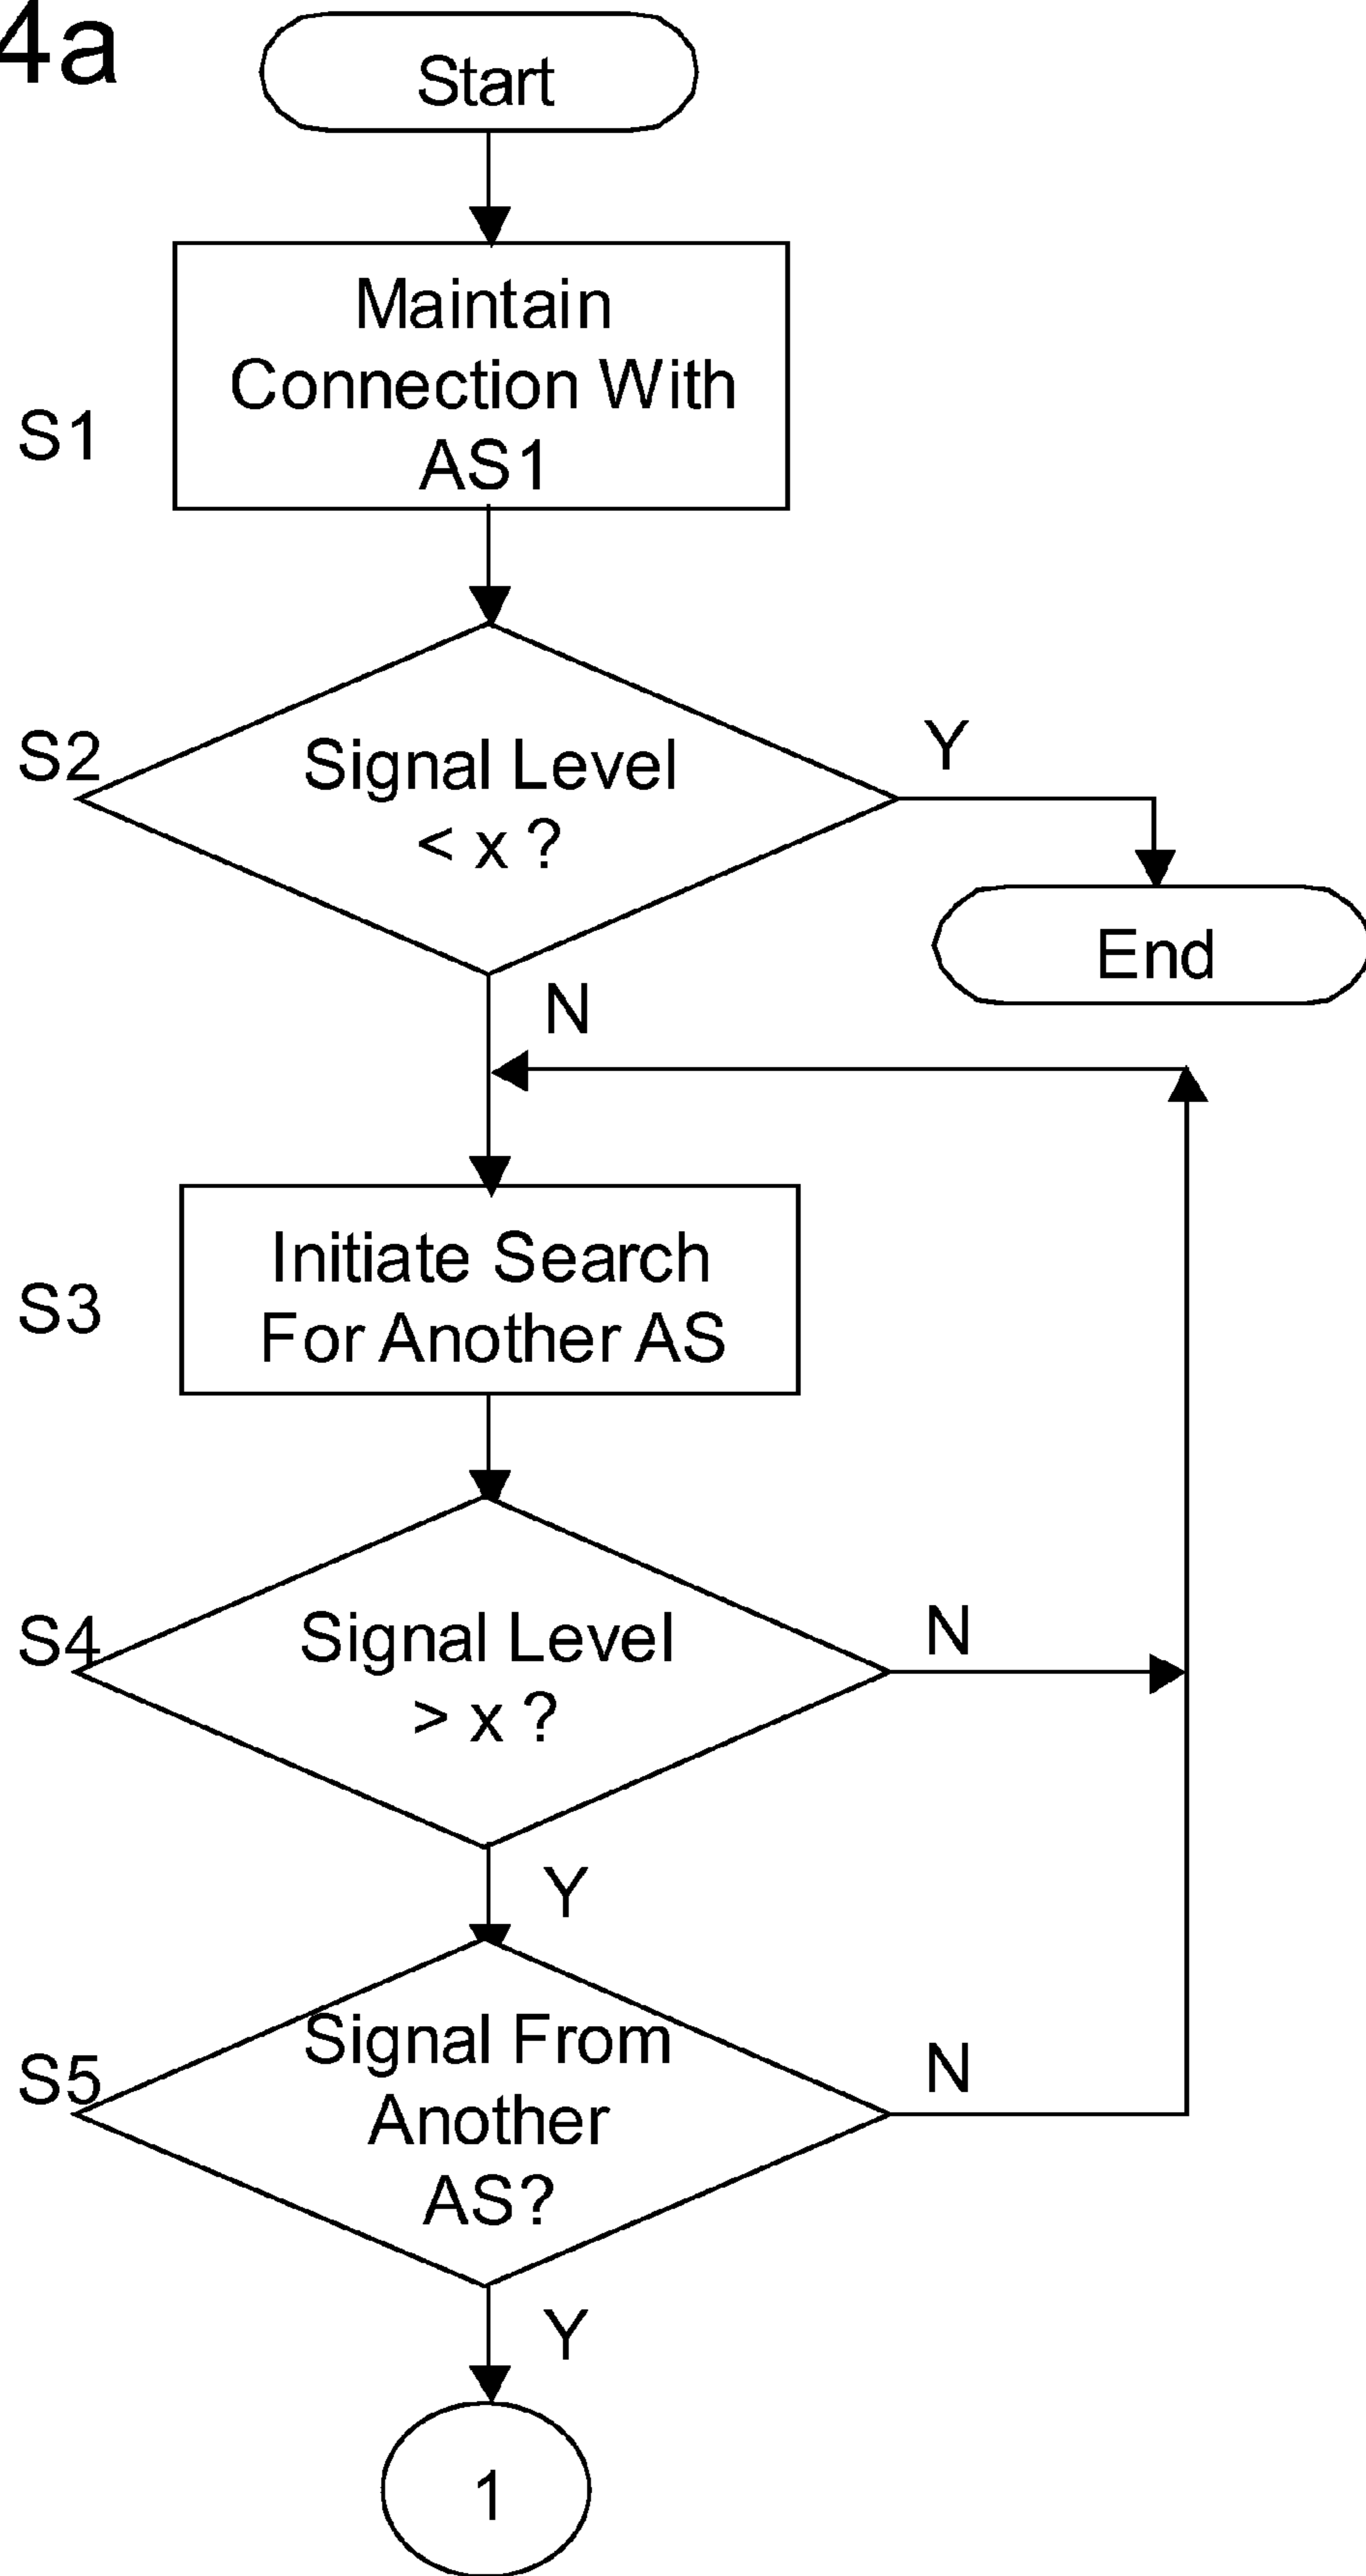 4a
Start
Maintain
Connection With
AS1
S1
S2
Signal Level
< x ?
Y
End
N
Initiate Search
For Another AS
S3
S4
Signal Level
> x ?
N
Y
S5
Signal From
Another
AS?
N
Y
1